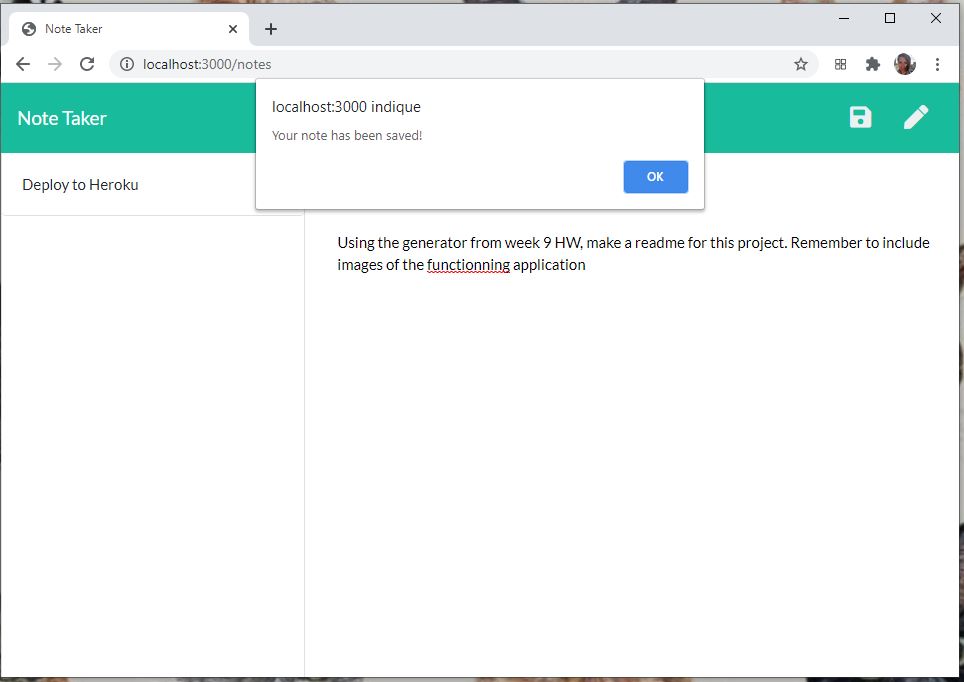 Note Taker
localhost:3000/notes
localhost:3000 indique
Your note has been saved!
OK
Note Taker
Deploy to Heroku
Using the generator from week 9 HW, make a readme for this project. Remember to include
images of the functionning application